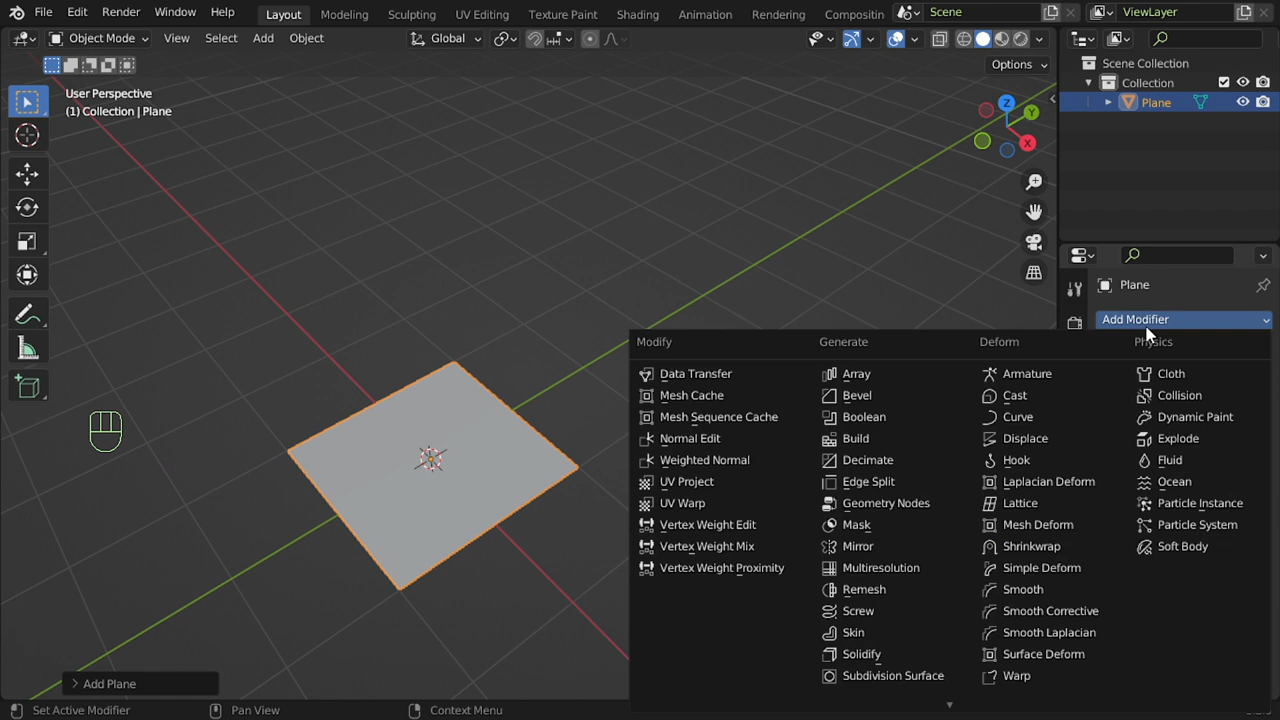 File Edit Render Window Help Layout Modeling Sculpting UV Editing Texture Paint Shading Animation Rendering Compositin Scene ViewLayer
Object Mode View Select Add Object Global
Options
User Perspective
(1) Collection | Plane
Z
Y
X
Scene Collection
Collection
Plane
Plane
Add Modifier
Modify Generate Deform Physics
Data Transfer Array Armature Cloth
Mesh Cache Bevel Cast Collision
Mesh Sequence Cache Boolean Curve Dynamic Paint
Normal Edit Build Displace Explode
Weighted Normal Decimate Hook Fluid
UV Project Edge Split Laplacian Deform Ocean
UV Warp Geometry Nodes Lattice Particle Instance
Vertex Weight Edit Mask Mesh Deform Particle System
Vertex Weight Mix Mirror Shrinkwrap Soft Body
Vertex Weight Proximity Multiresolution Simple Deform
Remesh Smooth
Screw Smooth Corrective
Skin Smooth Laplacian
Solidify Surface Deform
Subdivision Surface Warp
Add Plane
Set Active Modifier Pan View Context Menu